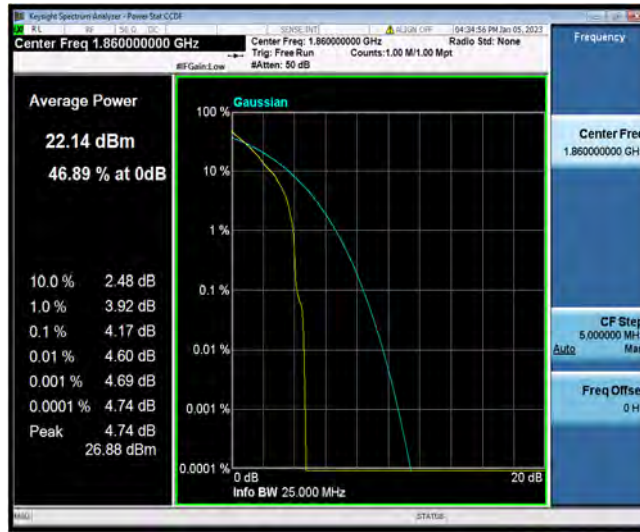 Keysight Spectrum Analyser - Power Stat CCDF
RL RF 50 Ω DC SENSE:INT ALIGN OFF 04:34:56 PM Jan 05, 2023
Center Freq 1.860000000 GHz
Center Freq: 1.860000000 GHz Radio Std: None
Trig: Free Run Counts:1.00 M/1.00 Mpt
#IFGain:Low #Atten: 50 dB
Frequency
Average Power
22.14 dBm
46.89 % at 0dB
10.0 % 2.48 dB
1.0 % 3.92 dB
0.1 % 4.17 dB
0.01 % 4.60 dB
0.001 % 4.69 dB
0.0001 % 4.74 dB
Peak 4.74 dB
26.88 dBm
Gaussian
100 %
10 %
1 %
0.1 %
0.01 %
0.001 %
0.0001 %
0 dB 20 dB
Info BW 25.000 MHz
Center Freq
1.860000000 GH
CF Step
5.000000 MH
Auto Ma
Freq Offse
0 H
MSG STATUS